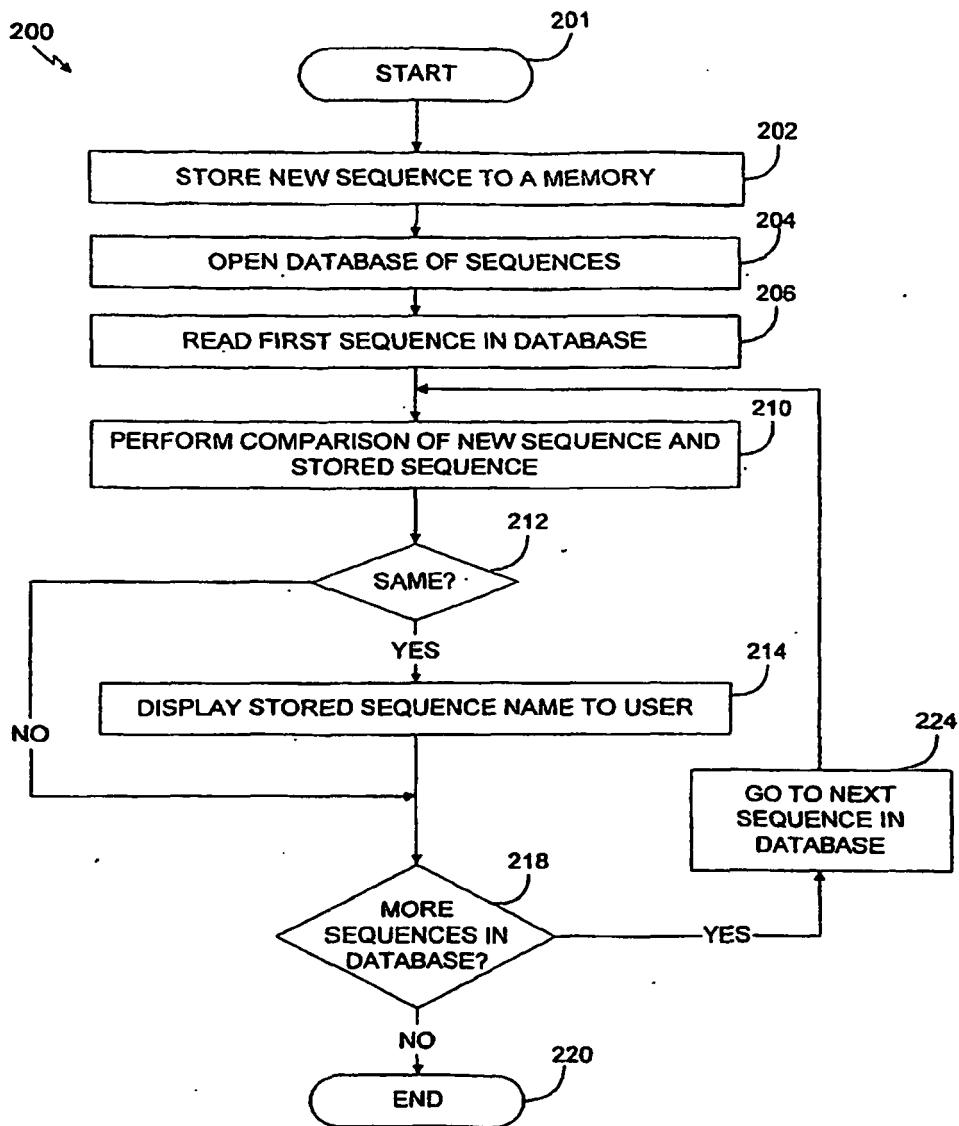 200
201
START
202
STORE NEW SEQUENCE TO A MEMORY
204
OPEN DATABASE OF SEQUENCES
206
READ FIRST SEQUENCE IN DATABASE
210
PERFORM COMPARISON OF NEW SEQUENCE AND
STORED SEQUENCE
212
SAME?
YES
214
DISPLAY STORED SEQUENCE NAME TO USER
NO
224
GO TO NEXT
SEQUENCE IN
DATABASE
218
MORE
SEQUENCES IN
DATABASE?
YES
NO
220
END